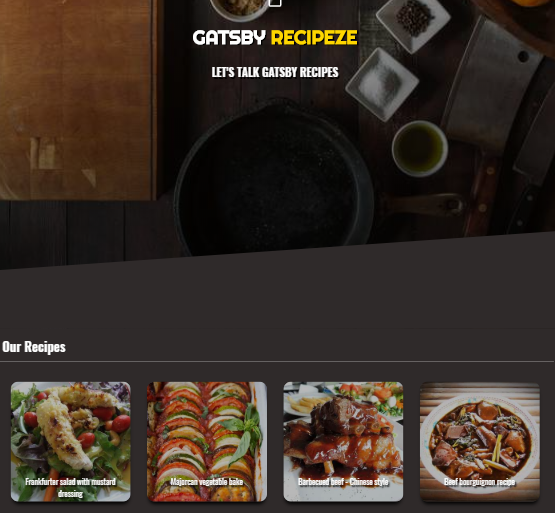 GATSBY RECIPEZE
LET'S TALK GATSBY RECIPES
Our Recipes
Frankfurter salad with mustard
dressing
Majorcan vegetable bake
Barbecued beef - Chinese style
Beef bourguignon recipe